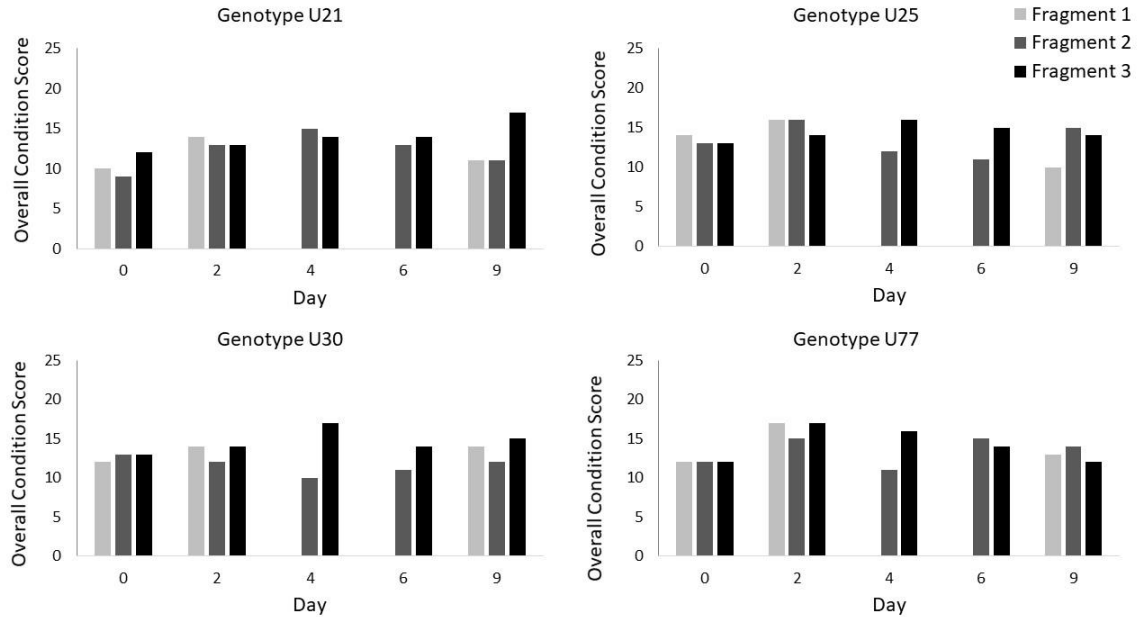 Genotype U21
Overall Condition Score
25
20
15
10
5
0
0 2 4 6 9
Day
Genotype U25
Overall Condition Score
25
20
15
10
5
0
0 2 4 6 9
Day
Fragment 1
Fragment 2
Fragment 3
Genotype U30
Overall Condition Score
25
20
15
10
5
0
0 2 4 6 9
Day
Genotype U77
Overall Condition Score
25
20
15
10
5
0
0 2 4 6 9
Day